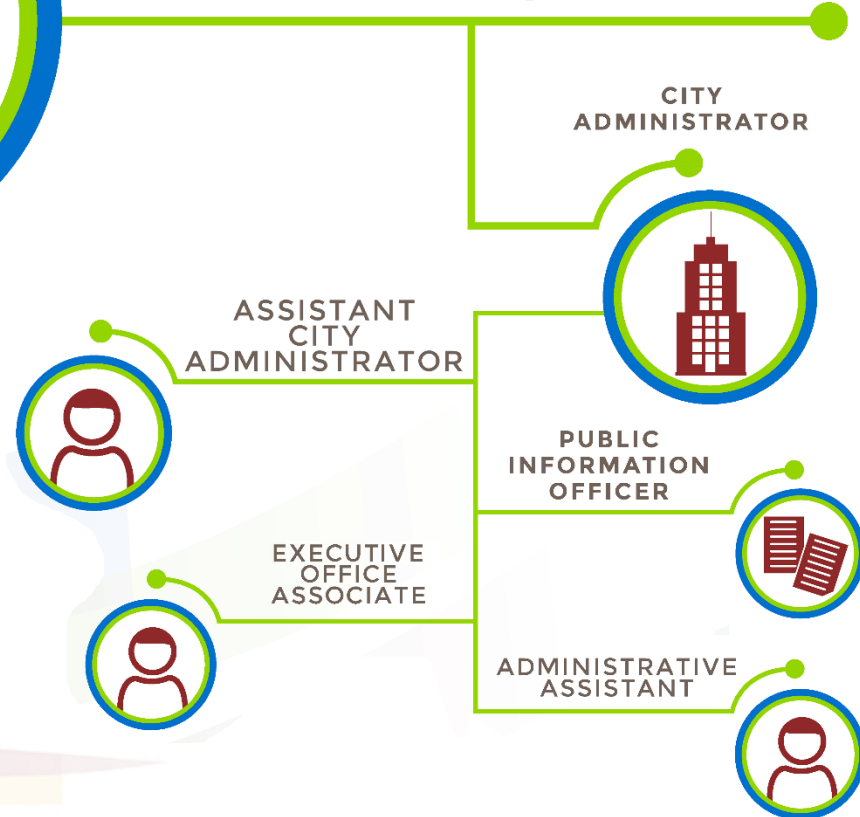 CITY
ADMINISTRATOR
ASSISTANT
CITY
ADMINISTRATOR
PUBLIC
INFORMATION
OFFICER
EXECUTIVE
OFFICE
ASSOCIATE
ADMINISTRATIVE
ASSISTANT